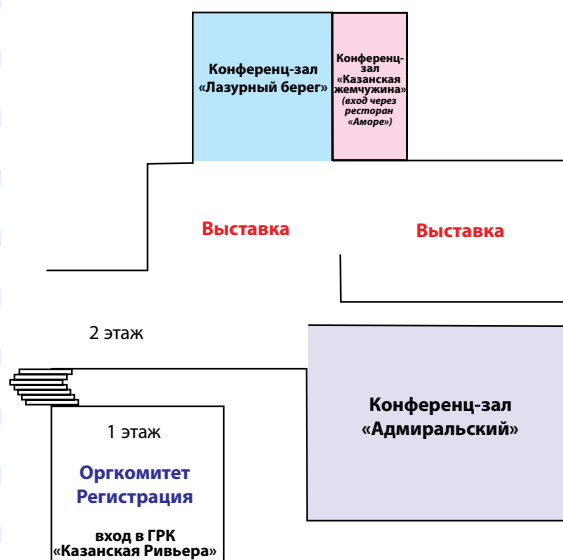 Конференц-зал
«Лазурный берег»
Конференц-
зал
«Казанская
жемчужина»
(вход через
ресторан
«Аморе»)
Выставка
Выставка
2 этаж
Конференц-зал
«Адмиральский»
1 этаж
Оргкомитет
Регистрация
вход в ГРК
«Казанская Ривьера»